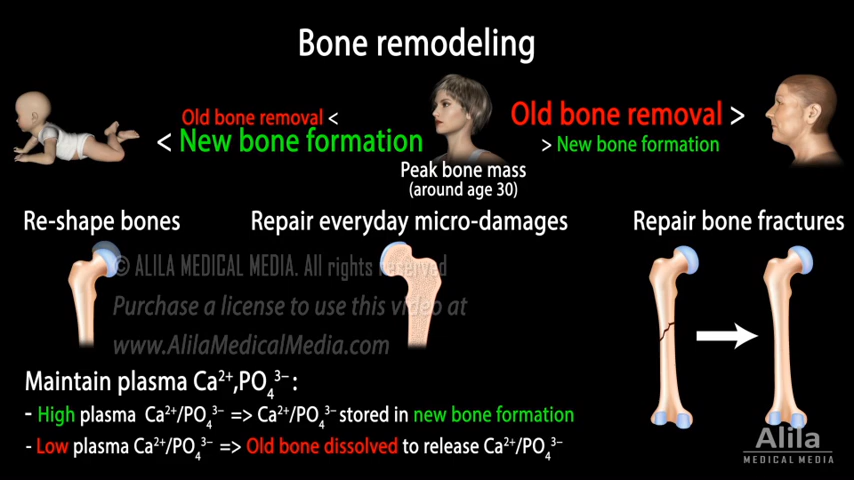 Bone remodeling
Old bone removal <
< New bone formation
Old bone removal >
> New bone formation
Peak bone mass
(around age 30)
Re-shape bones
Repair everyday micro-damages
Repair bone fractures
© ALILA MEDICAL MEDIA. All rights reserved
Purchase a license to use this video at
www.AlilaMedicalMedia.com
Maintain plasma Ca²⁺,PO₄³⁻ :
- High plasma Ca²⁺/PO₄³⁻ => Ca²⁺/PO₄³⁻ stored in new bone formation
- Low plasma Ca²⁺/PO₄³⁻ => Old bone dissolved to release Ca²⁺/PO₄³⁻
Alila
MEDICAL MEDIA